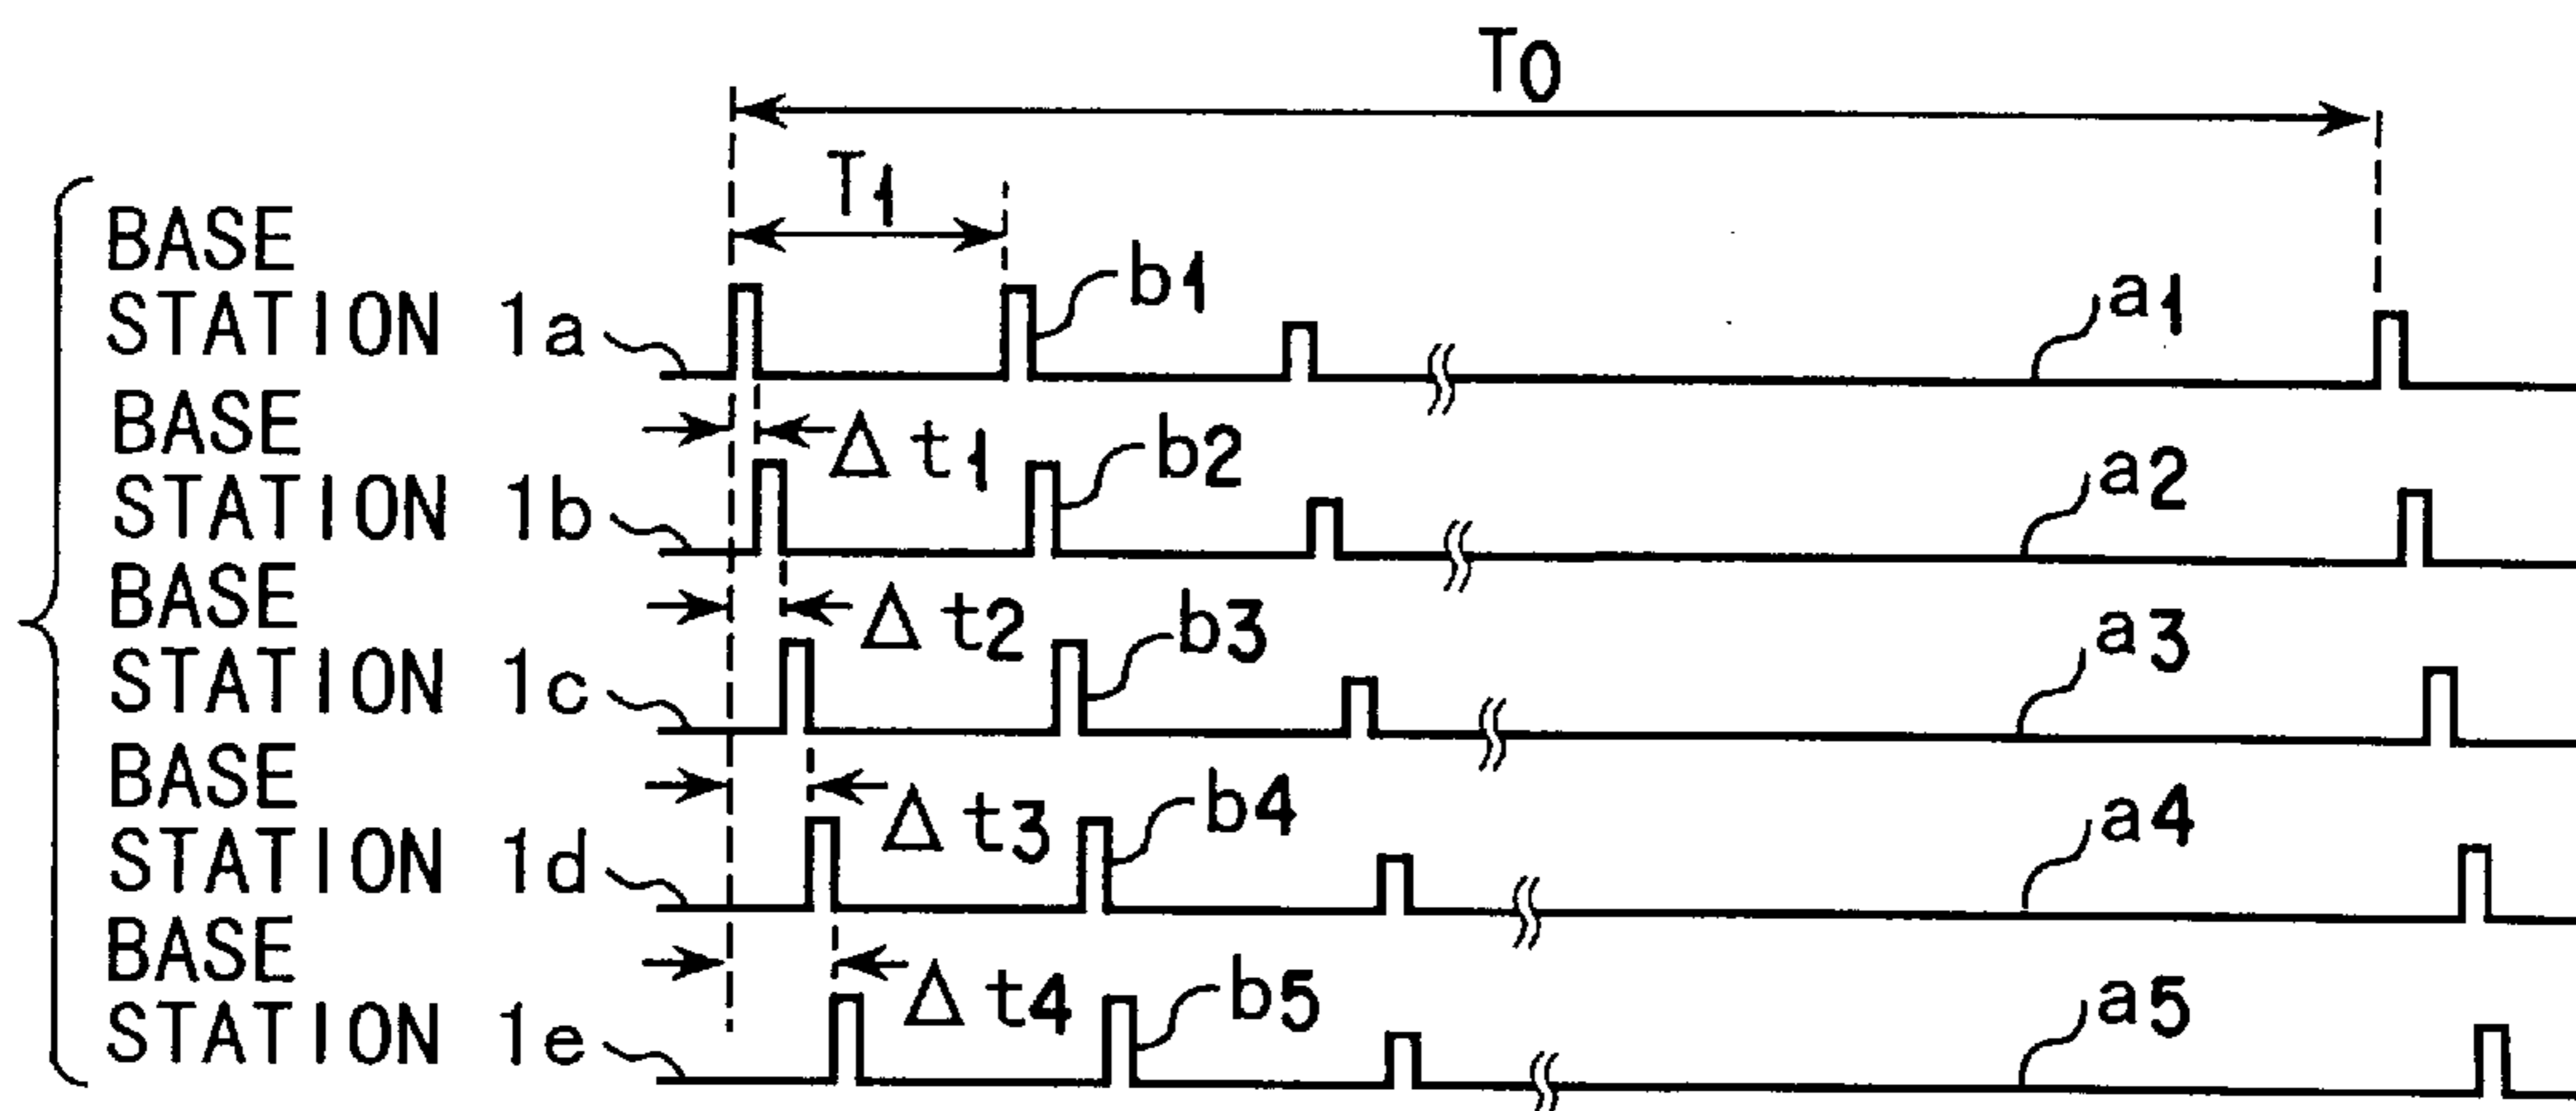 T0
T1
BASE
STATION 1a
b1
a1
BASE
STATION 1b
Δt1
b2
a2
BASE
STATION 1c
Δt2
b3
a3
BASE
STATION 1d
Δt3
b4
a4
BASE
STATION 1e
Δt4
b5
a5